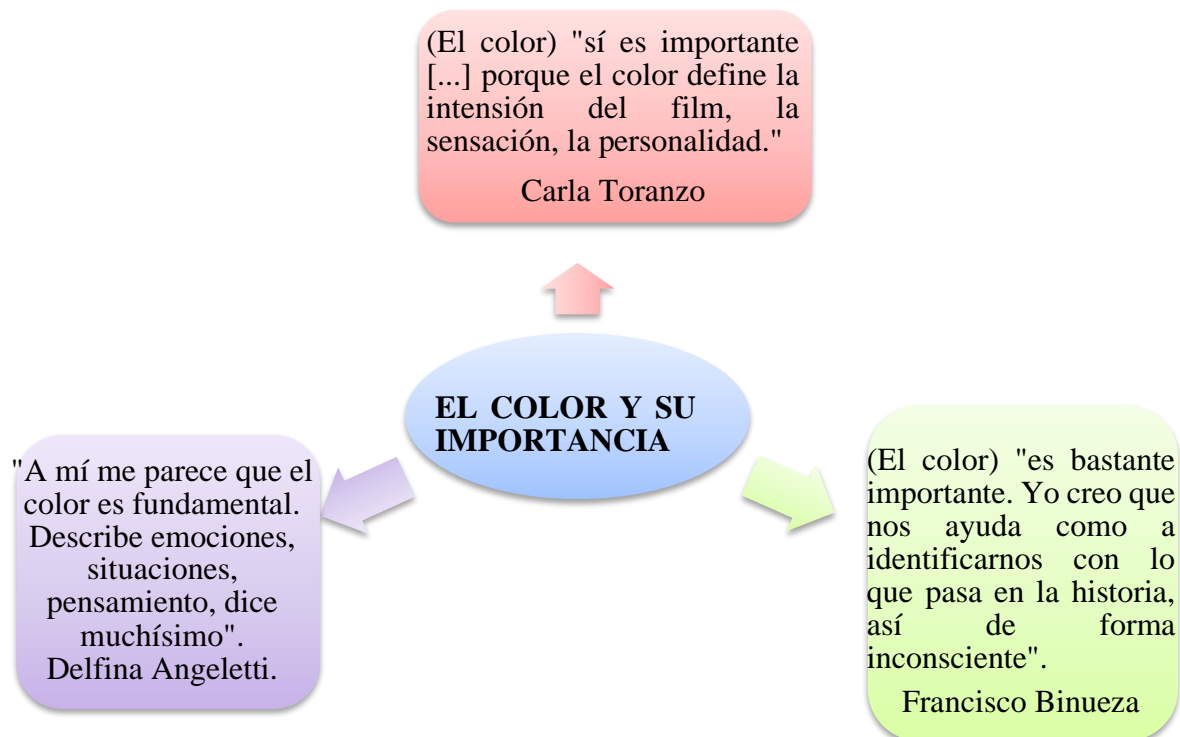 (El color) "sí es importante
[...] porque el color define la
intensión del film, la
sensación, la personalidad."
Carla Toranzo
EL COLOR Y SU
IMPORTANCIA
"A mí me parece que el
color es fundamental.
Describe emociones,
situaciones,
pensamiento, dice
muchísimo".
Delfina Angeletti.
(El color) "es bastante
importante. Yo creo que
nos ayuda como a
identificarnos con lo
que pasa en la historia,
así de forma
inconsciente".
Francisco Binueza